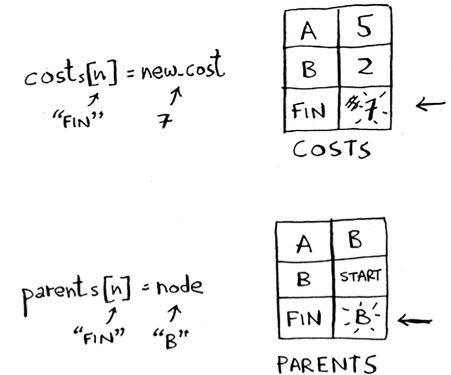 costs[n] = new_cost
"FIN" 7
A 5
B 2
FIN 7
COSTS
parents[n] = node
"FIN" "B"
A B
B START
FIN B
PARENTS